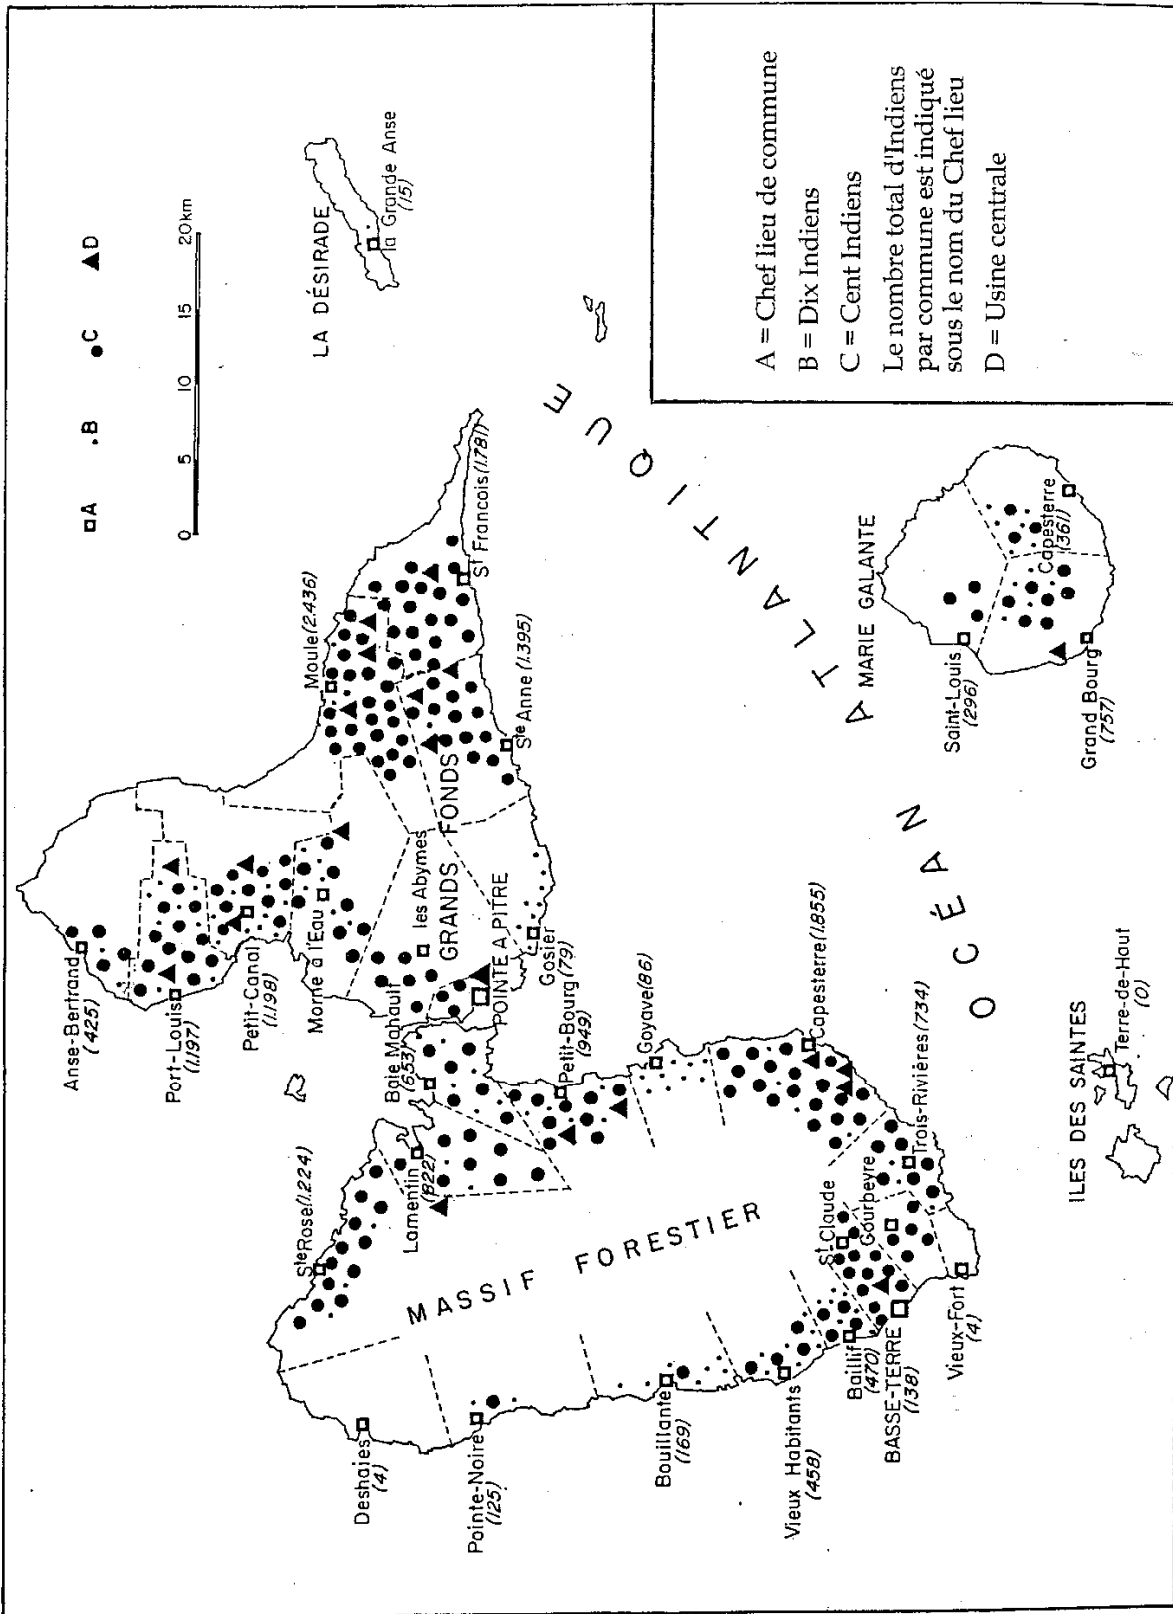 A
.B
C
D
0 5 10 15 20 km
LA DÉSIRADE
la Grande Anse
(15)
Anse-Bertrand
(425)
Port-Louis
(1.197)
Petit-Canal
(1.198)
Morne à l'Eau
Moule (2.436)
St François (1.781)
Ste Anne (1.395)
les Abymes
GRANDS FONDS
POINTE A PITRE
Gosier
(79)
Baie Mahault
(653)
Ste Rose (1.224)
Lamentin
(822)
Petit-Bourg
(949)
Goyave (86)
Capesterre (1.855)
Trois-Rivières (734)
Gourbeyre
St Claude
MASSIF FORESTIER
Deshaies
(4)
Pointe-Noire
(125)
Bouillante
(169)
Vieux Habitants
(458)
Baillif
(470)
BASSE-TERRE
(138)
Vieux-Fort
(4)
ILES DES SAINTES
Terre-de-Haut
(0)
OCÉAN ATLANTIQUE
MARIE GALANTE
Saint-Louis
(296)
Grand Bourg
(757)
Capesterre
(361)
A = Chef lieu de commune
B = Dix Indiens
C = Cent Indiens
Le nombre total d'Indiens
par commune est indiqué
sous le nom du Chef lieu
D = Usine centrale